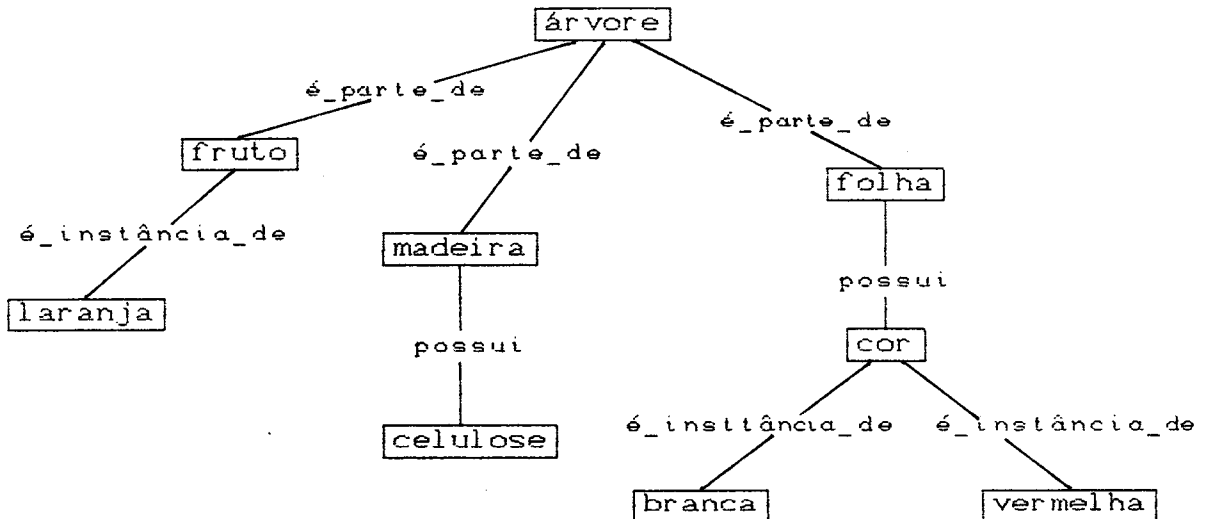 árvore
é_parte_de
é_parte_de
fruto
é_parte_de
folha
é_instância_de
madeira
possui
laranja
possui
cor
celulose
é_insttância_de
é_instância_de
branca
vermelha